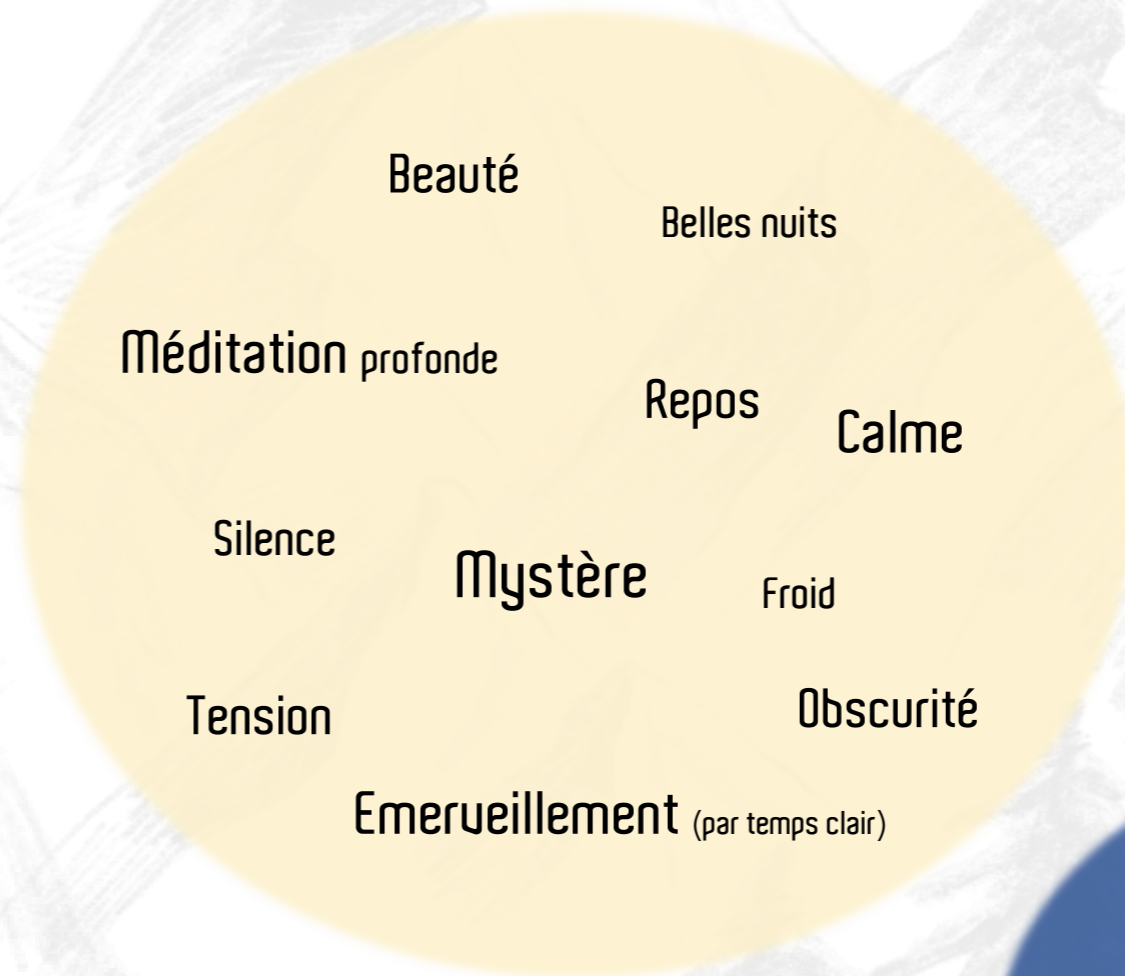 Beauté
Belles nuits
Méditation profonde
Repos
Calme
Silence
Mystère
Froid
Tension
Obscurité
Emerveillement (par temps clair)